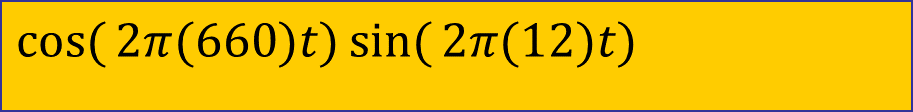 cos( 2𝜋(660)𝑡) sin( 2𝜋(12)𝑡)